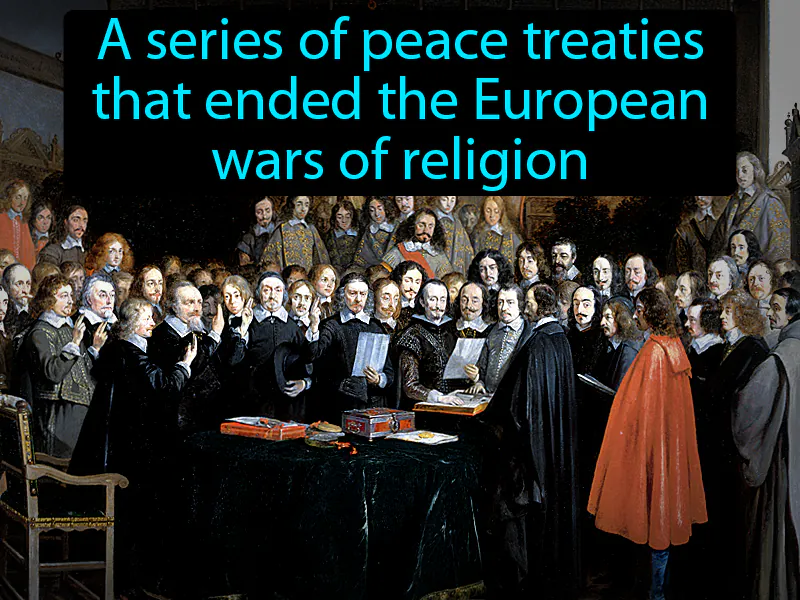 A series of peace treaties
that ended the European
wars of religion